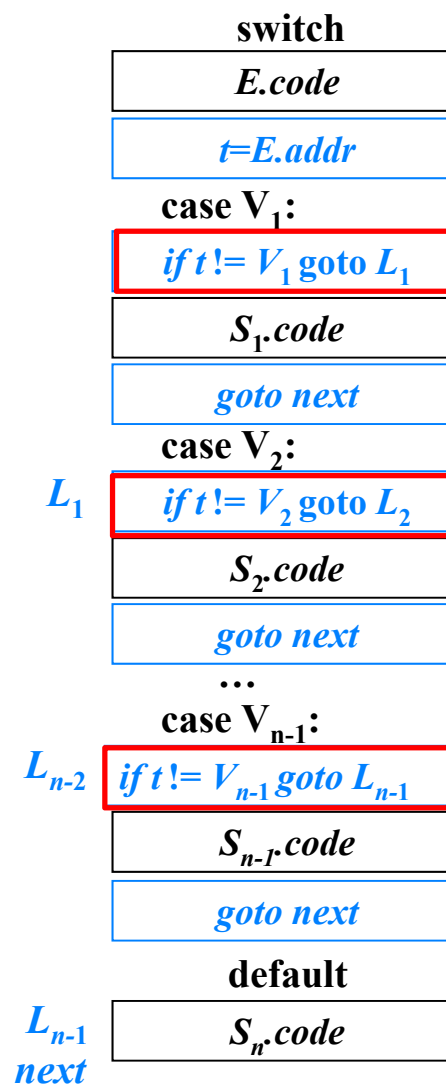 switch
E.code
t=E.addr
case V₁:
if t != V₁ goto L₁
S₁.code
goto next
case V₂:
L₁ if t != V₂ goto L₂
S₂.code
goto next
...
case Vₙ₋₁:
Lₙ₋₂ if t != Vₙ₋₁ goto Lₙ₋₁
Sₙ₋₁.code
goto next
default
Lₙ₋₁ Sₙ.code
next